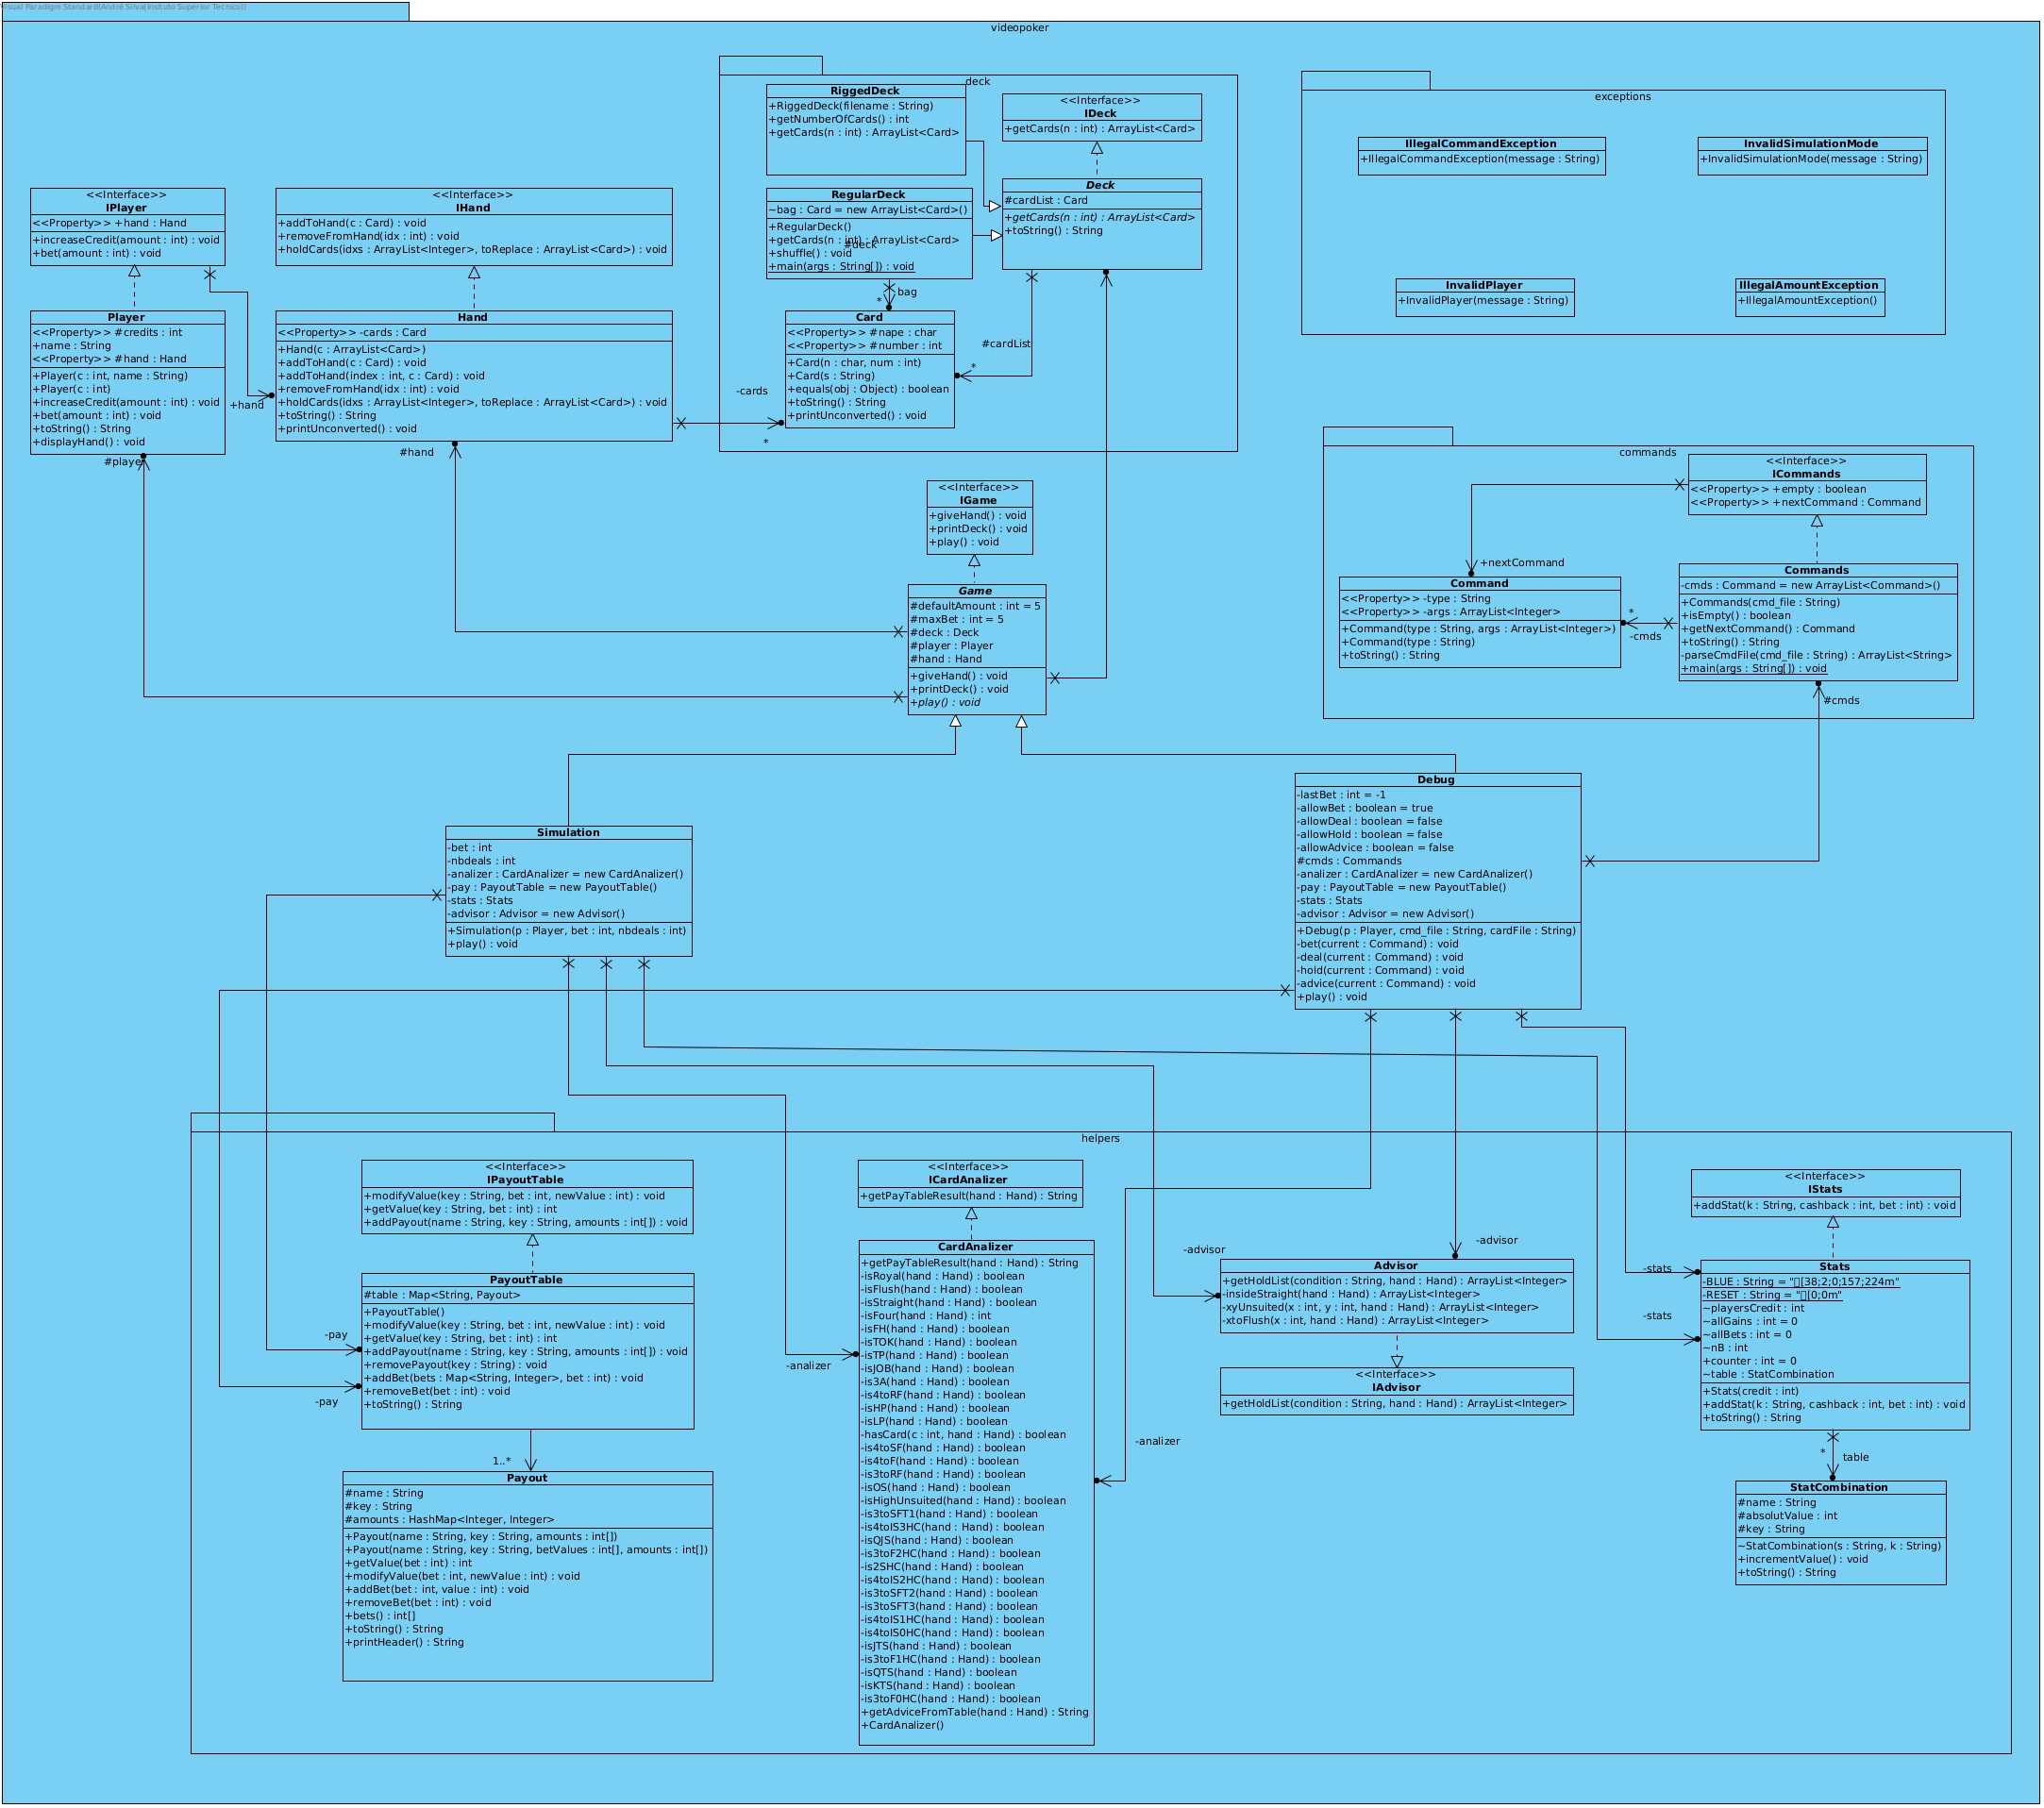 Visual Paradigm Standard(André Silva(Insituto Superior Tecnico))
videopoker
deck
RiggedDeck
+RiggedDeck(filename : String)
+getNumberOfCards() : int
+getCards(n : int) : ArrayList<Card>
<<Interface>>
IDeck
+getCards(n : int) : ArrayList<Card>
RegularDeck
~bag : Card = new ArrayList<Card>()
+RegularDeck()
+getCards(n : int) : ArrayList<Card>
#deck
+shuffle() : void
+main(args : String[]) : void
Deck
#cardList : Card
+getCards(n : int) : ArrayList<Card>
+toString() : String
*
bag
Card
<<Property>> #nape : char
<<Property>> #number : int
+Card(n : char, num : int)
+Card(s : String)
+equals(obj : Object) : boolean
+toString() : String
+printUnconverted() : void
#cardList
*
-cards
*
exceptions
IllegalCommandException
+IllegalCommandException(message : String)
InvalidSimulationMode
+InvalidSimulationMode(message : String)
InvalidPlayer
+InvalidPlayer(message : String)
IllegalAmountException
+IllegalAmountException()
<<Interface>>
IPlayer
<<Property>> +hand : Hand
+increaseCredit(amount : int) : void
+bet(amount : int) : void
<<Interface>>
IHand
+addToHand(c : Card) : void
+removeFromHand(idx : int) : void
+holdCards(idxs : ArrayList<Integer>, toReplace : ArrayList<Card>) : void
Player
<<Property>> #credits : int
+name : String
<<Property>> #hand : Hand
+Player(c : int, name : String)
+Player(c : int)
+increaseCredit(amount : int) : void
+bet(amount : int) : void
+toString() : String
+displayHand() : void
+hand
#player
Hand
<<Property>> -cards : Card
+Hand(c : ArrayList<Card>)
+addToHand(c : Card) : void
+addToHand(index : int, c : Card) : void
+removeFromHand(idx : int) : void
+holdCards(idxs : ArrayList<Integer>, toReplace : ArrayList<Card>) : void
+toString() : String
+printUnconverted() : void
#hand
<<Interface>>
IGame
+giveHand() : void
+printDeck() : void
+play() : void
Game
#defaultAmount : int = 5
#maxBet : int = 5
#deck : Deck
#player : Player
#hand : Hand
+giveHand() : void
+printDeck() : void
+play() : void
commands
<<Interface>>
ICommands
<<Property>> +empty : boolean
<<Property>> +nextCommand : Command
+nextCommand
Command
<<Property>> -type : String
<<Property>> -args : ArrayList<Integer>
+Command(type : String, args : ArrayList<Integer>)
+Command(type : String)
+toString() : String
*
-cmds
Commands
-cmds : Command = new ArrayList<Command>()
+Commands(cmd_file : String)
+isEmpty() : boolean
+getNextCommand() : Command
+toString() : String
-parseCmdFile(cmd_file : String) : ArrayList<String>
+main(args : String[]) : void
#cmds
Simulation
-bet : int
-nbdeals : int
-analizer : CardAnalizer = new CardAnalizer()
-pay : PayoutTable = new PayoutTable()
-stats : Stats
-advisor : Advisor = new Advisor()
+Simulation(p : Player, bet : int, nbdeals : int)
+play() : void
Debug
-lastBet : int = -1
-allowBet : boolean = true
-allowDeal : boolean = false
-allowHold : boolean = false
-allowAdvice : boolean = false
#cmds : Commands
-analizer : CardAnalizer = new CardAnalizer()
-pay : PayoutTable = new PayoutTable()
-stats : Stats
-advisor : Advisor = new Advisor()
+Debug(p : Player, cmd_file : String, cardFile : String)
-bet(current : Command) : void
-deal(current : Command) : void
-hold(current : Command) : void
-advice(current : Command) : void
+play() : void
helpers
<<Interface>>
IPayoutTable
+modifyValue(key : String, bet : int, newValue : int) : void
+getValue(key : String, bet : int) : int
+addPayout(name : String, key : String, amounts : int[]) : void
PayoutTable
#table : Map<String, Payout>
+PayoutTable()
+modifyValue(key : String, bet : int, newValue : int) : void
+getValue(key : String, bet : int) : int
+addPayout(name : String, key : String, amounts : int[]) : void
+removePayout(key : String) : void
+addBet(bets : Map<String, Integer>, bet : int) : void
+removeBet(bet : int) : void
+toString() : String
-pay
-pay
1..*
Payout
#name : String
#key : String
#amounts : HashMap<Integer, Integer>
+Payout(name : String, key : String, amounts : int[])
+Payout(name : String, key : String, betValues : int[], amounts : int[])
+getValue(bet : int) : int
+modifyValue(bet : int, newValue : int) : void
+addBet(bet : int, value : int) : void
+removeBet(bet : int) : void
+bets() : int[]
+toString() : String
+printHeader() : String
<<Interface>>
ICardAnalizer
+getPayTableResult(hand : Hand) : String
-analizer
CardAnalizer
+getPayTableResult(hand : Hand) : String
-isRoyal(hand : Hand) : boolean
-isFlush(hand : Hand) : boolean
-isStraight(hand : Hand) : boolean
-isFour(hand : Hand) : int
-isFH(hand : Hand) : boolean
-isTOK(hand : Hand) : boolean
-isTP(hand : Hand) : boolean
-isJOB(hand : Hand) : boolean
-is3A(hand : Hand) : boolean
-is4toRF(hand : Hand) : boolean
-isHP(hand : Hand) : boolean
-isLP(hand : Hand) : boolean
-hasCard(c : int, hand : Hand) : boolean
-is4toSF(hand : Hand) : boolean
-is4toF(hand : Hand) : boolean
-is3toRF(hand : Hand) : boolean
-isOS(hand : Hand) : boolean
-isHighUnsuited(hand : Hand) : boolean
-is3toSFT1(hand : Hand) : boolean
-is4toIS3HC(hand : Hand) : boolean
-isQJS(hand : Hand) : boolean
-is3toF2HC(hand : Hand) : boolean
-is2SHC(hand : Hand) : boolean
-is4toIS2HC(hand : Hand) : boolean
-is3toSFT2(hand : Hand) : boolean
-is3toSFT3(hand : Hand) : boolean
-is4toIS1HC(hand : Hand) : boolean
-is4toIS0HC(hand : Hand) : boolean
-isJTS(hand : Hand) : boolean
-is3toF1HC(hand : Hand) : boolean
-isQTS(hand : Hand) : boolean
-isKTS(hand : Hand) : boolean
-is3toF0HC(hand : Hand) : boolean
+getAdviceFromTable(hand : Hand) : String
+CardAnalizer()
-analizer
-advisor
-advisor
Advisor
+getHoldList(condition : String, hand : Hand) : ArrayList<Integer>
-insideStraight(hand : Hand) : ArrayList<Integer>
-xyUnsuited(x : int, y : int, hand : Hand) : ArrayList<Integer>
-xtoFlush(x : int, hand : Hand) : ArrayList<Integer>
<<Interface>>
IAdvisor
+getHoldList(condition : String, hand : Hand) : ArrayList<Integer>
<<Interface>>
IStats
+addStat(k : String, cashback : int, bet : int) : void
-stats
-stats
Stats
-BLUE : String = "▯[38;2;0;157;224m"
-RESET : String = "▯[0;0m"
~playersCredit : int
~allGains : int = 0
~allBets : int = 0
~nB : int
+counter : int = 0
~table : StatCombination
+Stats(credit : int)
+addStat(k : String, cashback : int, bet : int) : void
+toString() : String
*
table
StatCombination
#name : String
#absolutValue : int
#key : String
~StatCombination(s : String, k : String)
+incrementValue() : void
+toString() : String